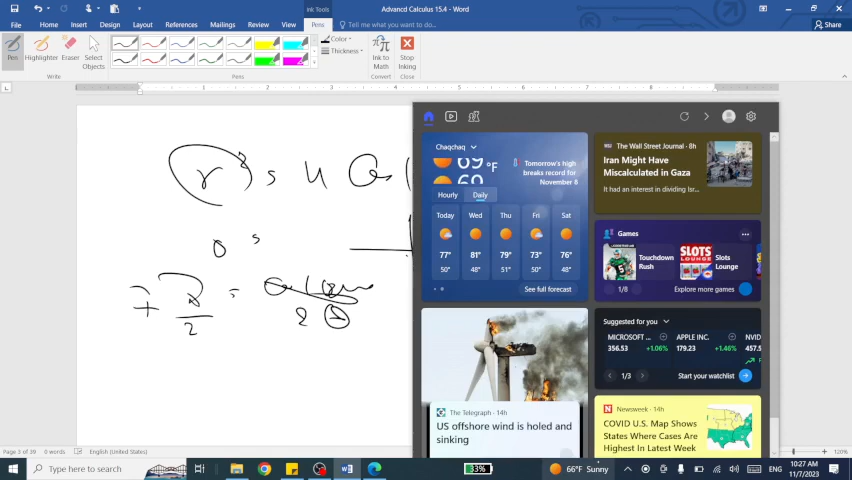 Advanced Calculus 15.4 - Word
Ink Tools
File
Home
Insert
Design
Layout
References
Mailings
Review
View
Help
Pens
Tell me what you want to do...
Share
Pen
Highlighter
Eraser
Select Objects
Color
Thickness
Ink to Math
Stop Inking
Write
Pens
Convert
Close
Chaqchaq
69
°F
60
Tomorrow's high breaks record for November 8
Hourly
Daily
Today
Wed
Thu
Fri
Sat
77°
81°
79°
73°
76°
50°
48°
51°
50°
48°
See full forecast
The Wall Street Journal · 8h
Iran Might Have Miscalculated in Gaza
It had an interest in dividing Isr...
Games
Touchdown Rush
Slots Lounge
1/8
Explore more games
Suggested for you
MICROSOFT ...
356.53
+1.06%
APPLE INC.
179.23
+1.46%
NVID
457.5
1/3
Start your watchlist
The Telegraph · 14h
US offshore wind is holed and sinking
Newsweek · 14h
COVID U.S. Map Shows States Where Cases Are Highest In Latest Week
Page 3 of 39
0 words
English (United States)
120%
Type here to search
33%
66°F Sunny
ENG
10:27 AM
11/7/2023